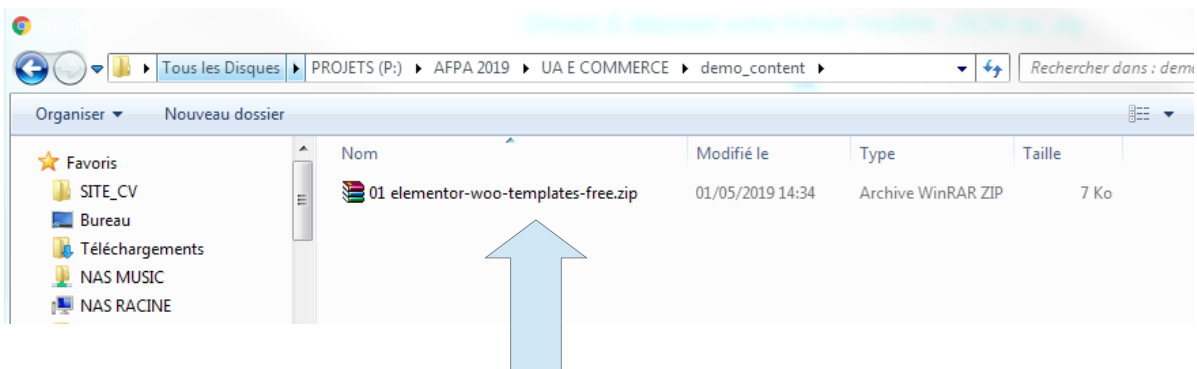 Tous les Disques PROJETS (P:) AFPA 2019 UA E COMMERCE demo_content Rechercher dans : demo
Organiser Nouveau dossier
Favoris
SITE_CV
Bureau
Téléchargements
NAS MUSIC
NAS RACINE
Nom Modifié le Type Taille
01 elementor-woo-templates-free.zip 01/05/2019 14:34 Archive WinRAR ZIP 7 Ko